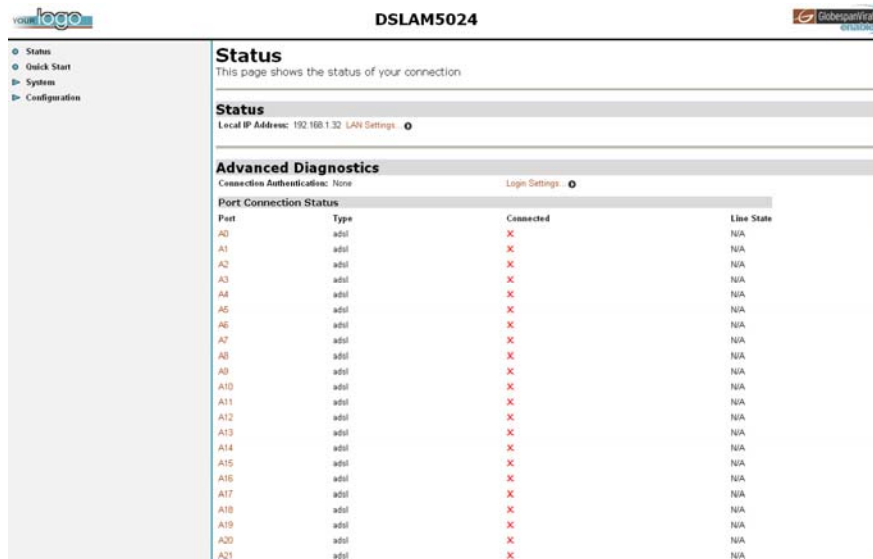 YOUR logo
DSLAM5024
GlobespanVirat
enable
Status
Quick Start
System
Configuration
Status
This page shows the status of your connection
Status
Local IP Address: 192.168.1.32 LAN Settings...
Advanced Diagnostics
Connection Authentication: None Login Settings...
Port Connection Status
Port Type Connected Line State
A0 adsl X N/A
A1 adsl X N/A
A2 adsl X N/A
A3 adsl X N/A
A4 adsl X N/A
A5 adsl X N/A
A6 adsl X N/A
A7 adsl X N/A
A8 adsl X N/A
A9 adsl X N/A
A10 adsl X N/A
A11 adsl X N/A
A12 adsl X N/A
A13 adsl X N/A
A14 adsl X N/A
A15 adsl X N/A
A16 adsl X N/A
A17 adsl X N/A
A18 adsl X N/A
A19 adsl X N/A
A20 adsl X N/A
A21 adsl X N/A